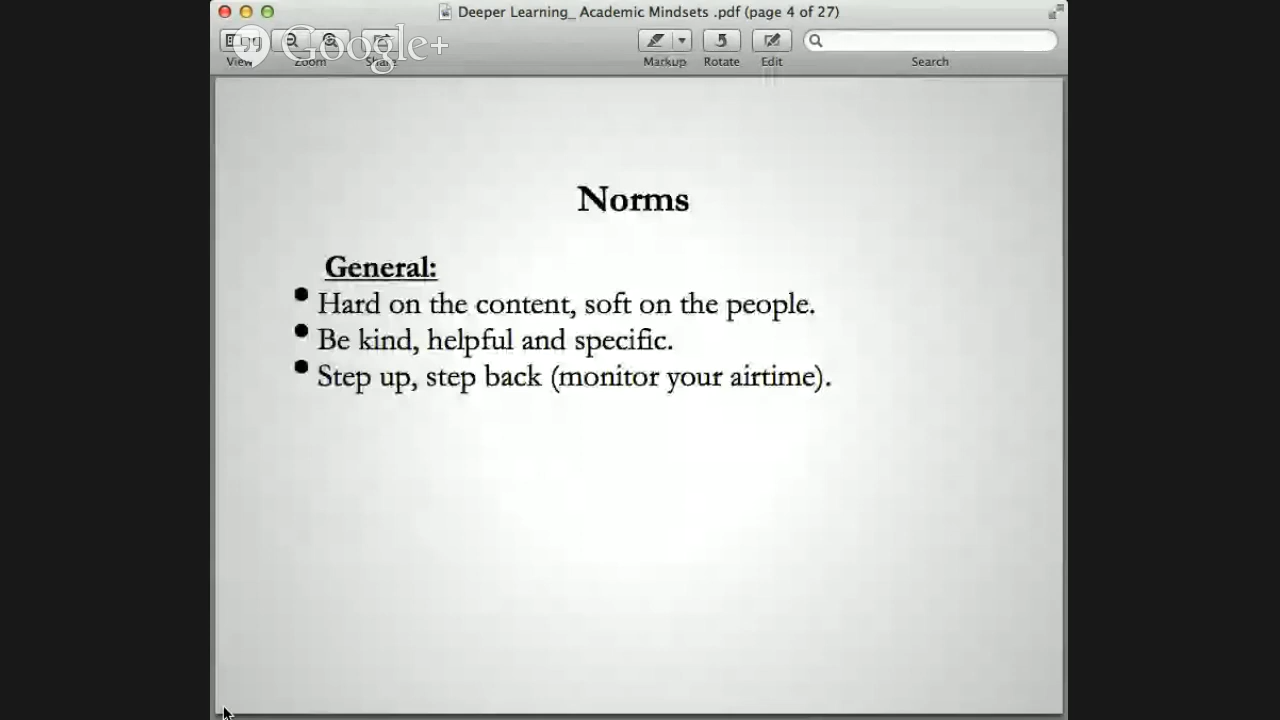 Deeper Learning_ Academic Mindsets .pdf (page 4 of 27)
Google+
View Zoom Share Markup Rotate Edit Search
Norms
General:
• Hard on the content, soft on the people.
• Be kind, helpful and specific.
• Step up, step back (monitor your airtime).